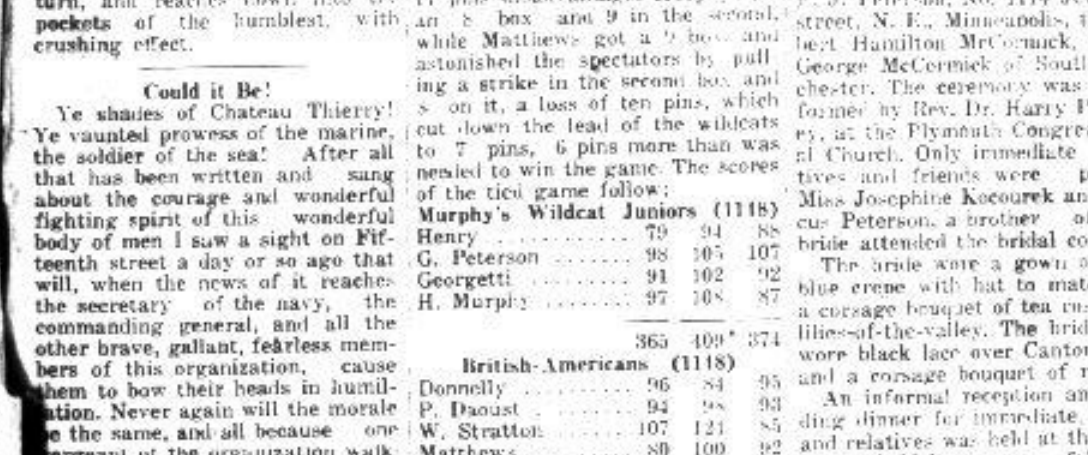 pockets of the humblest, with
crushing effect.
Could it Be!
Ye shades of Chateau Thierry!
Ye vaunted prowess of the marine,
the soldier of the sea! After all
that has been written and sang
about the courage and wonderful
fighting spirit of this wonderful
body of men I saw a sight on Fif-
teenth street a day or so ago that
will, when the news of it reaches
the secretary of the navy, the
commanding general, and all the
other brave, gallant, fearless mem-
bers of this organization, cause
them to bow their heads in humil-
iation. Never again will the morale
be the same, and all because one
of the organization walk-
an 8 box and 9 in the second,
while Matthews got a 9 box and
astonished the spectators by pull-
ing a strike in the second box and
on it, a loss of ten pins, which
cut down the lead of the wildcats
to 7 pins, 6 pins more than was
needed to win the game. The scores
of the tied game follow:
Murphy's Wildcat Juniors (1148)
Henry 79 94 88
G. Peterson 98 105 107
Georgetti 91 102 92
H. Murphy 97 108 87
365 409 374
British-Americans (1148)
Donnelly 96 84 95
P. Daoust 94 98 93
W. Stratton 107 121 85
Matthews 80 100 92
street, N. E., Minneapolis,
bert Hamilton McCormack,
George McCormick of South
chester. The ceremony was
formed by Rev. Dr. Harry
ey, at the Plymouth Congre
al Church. Only immediate
tives and friends were
Miss Josephine Kocourek an
cus Peterson, a brother
bride attended the bridal co
The bride wore a gown
blue crepe with hat to mat
a corsage bouquet of tea
lilies-of-the-valley. The brid
wore black lace over Canton
and a corsage bouquet of
An informal reception an
ding dinner for immediate
and relatives was held at th